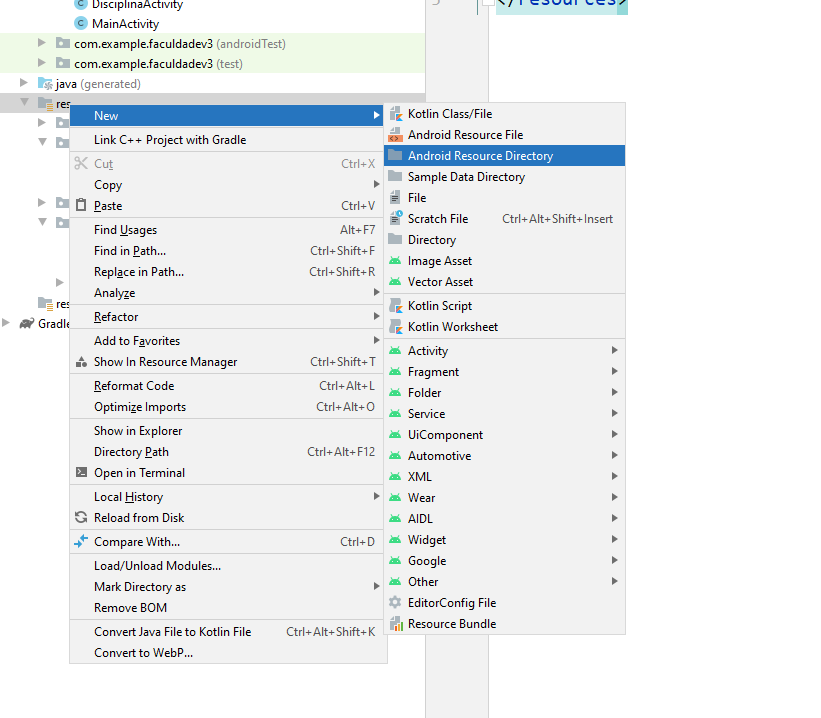 DisciplinaActivity
MainActivity
com.example.faculdadev3 (androidTest)
com.example.faculdadev3 (test)
java (generated)
res
res
Gradle
5
</resources>
New
Link C++ Project with Gradle
Cut Ctrl+X
Copy
Paste Ctrl+V
Find Usages Alt+F7
Find in Path... Ctrl+Shift+F
Replace in Path... Ctrl+Shift+R
Analyze
Refactor
Add to Favorites
Show In Resource Manager Ctrl+Shift+T
Reformat Code Ctrl+Alt+L
Optimize Imports Ctrl+Alt+O
Show in Explorer
Directory Path Ctrl+Alt+F12
Open in Terminal
Local History
Reload from Disk
Compare With... Ctrl+D
Load/Unload Modules...
Mark Directory as
Remove BOM
Convert Java File to Kotlin File Ctrl+Alt+Shift+K
Convert to WebP...
Kotlin Class/File
Android Resource File
Android Resource Directory
Sample Data Directory
File
Scratch File Ctrl+Alt+Shift+Insert
Directory
Image Asset
Vector Asset
Kotlin Script
Kotlin Worksheet
Activity
Fragment
Folder
Service
UiComponent
Automotive
XML
Wear
AIDL
Widget
Google
Other
EditorConfig File
Resource Bundle